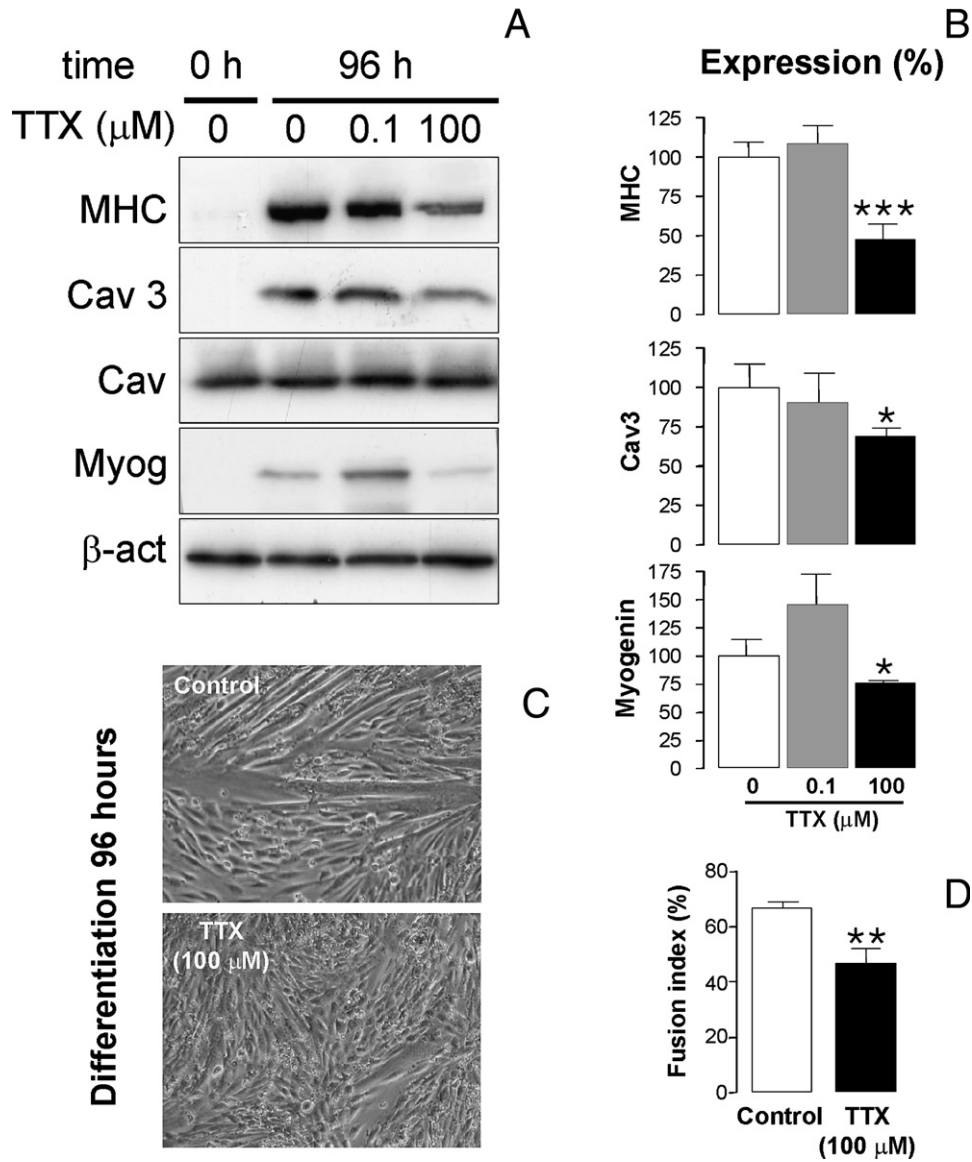 A
time 0 h 96 h
TTX (μM) 0 0 0.1 100
MHC
Cav 3
Cav
Myog
β-act
B
Expression (%)
MHC
125
100
75
50
25
0
***
Cav3
125
100
75
50
25
0
*
Myogenin
175
150
125
100
75
50
25
0
*
0 0.1 100
TTX (μM)
C
Differentiation 96 hours
Control
TTX
(100 μM)
D
Fusion index (%)
80
60
40
20
0
**
Control TTX
(100 μM)